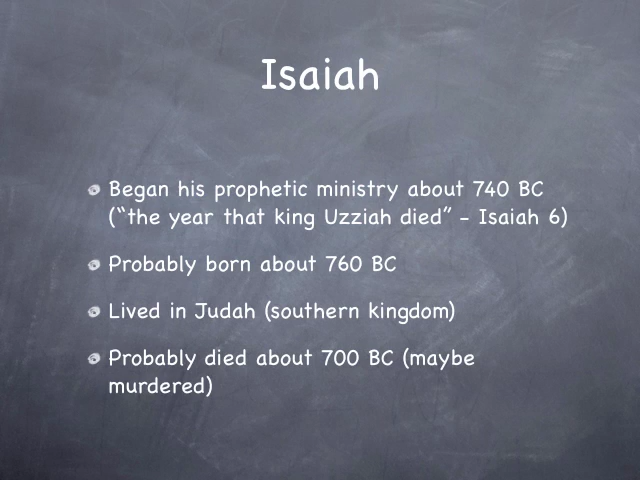 Isaiah
Began his prophetic ministry about 740 BC
(“the year that king Uzziah died” - Isaiah 6)
Probably born about 760 BC
Lived in Judah (southern kingdom)
Probably died about 700 BC (maybe
murdered)